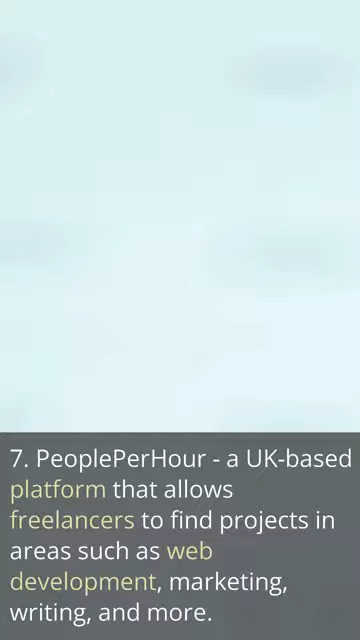 7. PeoplePerHour - a UK-based
platform that allows
freelancers to find projects in
areas such as web
development, marketing,
writing, and more.